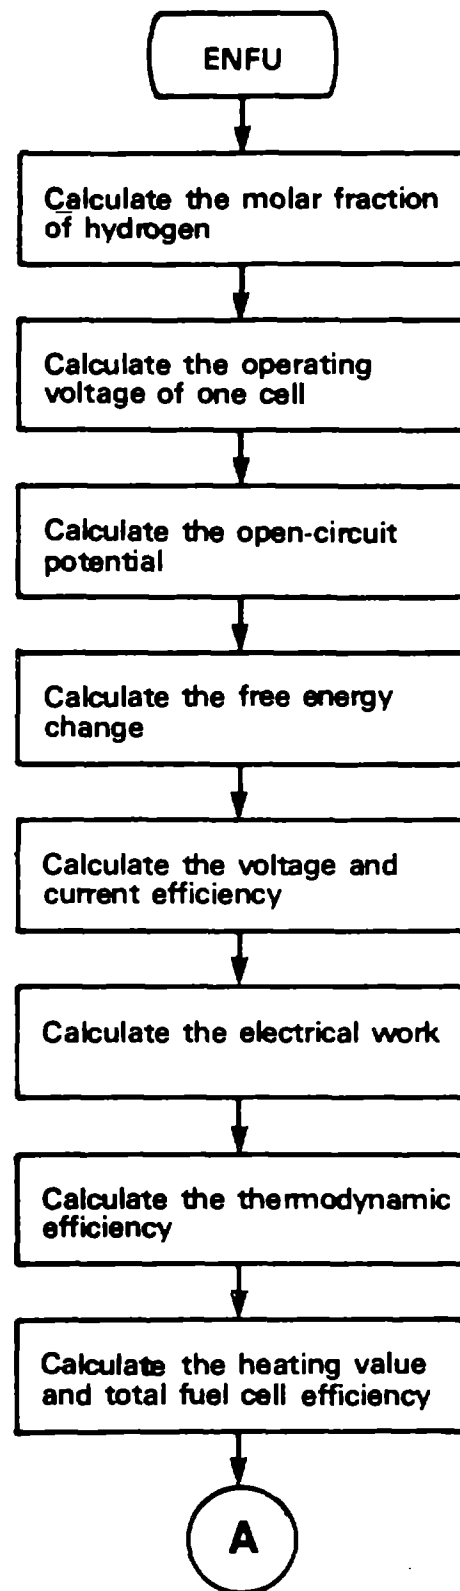 ENFU
Calculate the molar fraction
of hydrogen
Calculate the operating
voltage of one cell
Calculate the open-circuit
potential
Calculate the free energy
change
Calculate the voltage and
current efficiency
Calculate the electrical work
Calculate the thermodynamic
efficiency
Calculate the heating value
and total fuel cell efficiency
A